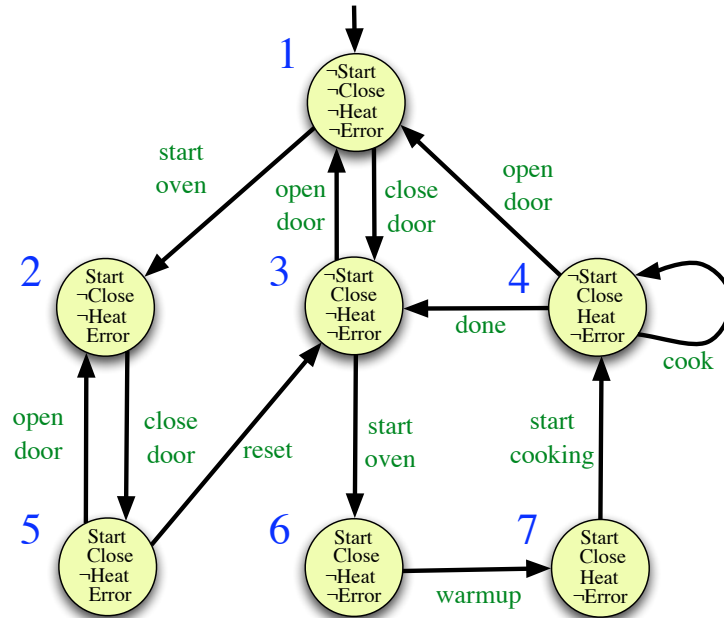 1
¬Start
¬Close
¬Heat
¬Error
start
oven
open
door
close
door
open
door
2
Start
¬Close
¬Heat
Error
3
¬Start
Close
¬Heat
¬Error
4
¬Start
Close
Heat
¬Error
done
cook
open
door
close
door
reset
start
oven
start
cooking
5
Start
Close
¬Heat
Error
6
Start
Close
¬Heat
¬Error
warmup
7
Start
Close
Heat
¬Error